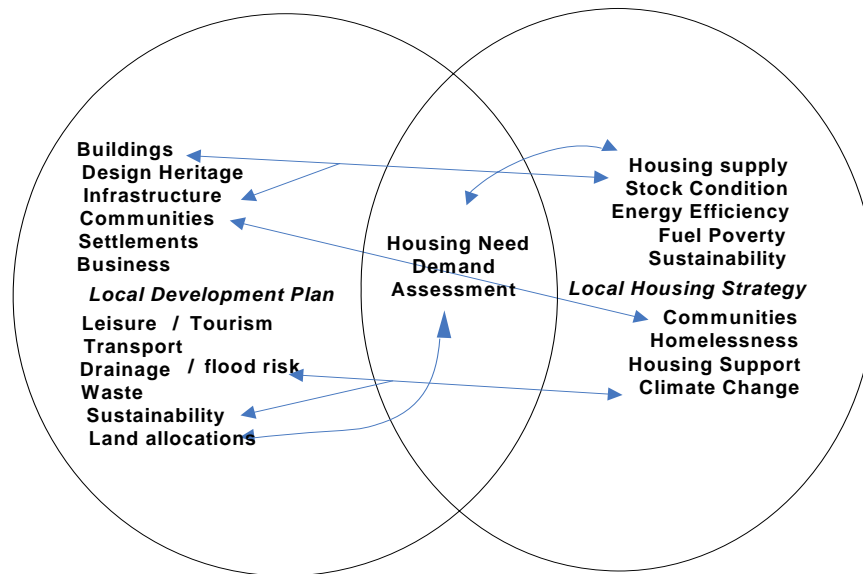 Buildings
Design Heritage
Infrastructure
Communities
Settlements
Business
Local Development Plan
Leisure / Tourism
Transport
Drainage / flood risk
Waste
Sustainability
Land allocations
Housing Need
Demand
Assessment
Housing supply
Stock Condition
Energy Efficiency
Fuel Poverty
Sustainability
Local Housing Strategy
Communities
Homelessness
Housing Support
Climate Change